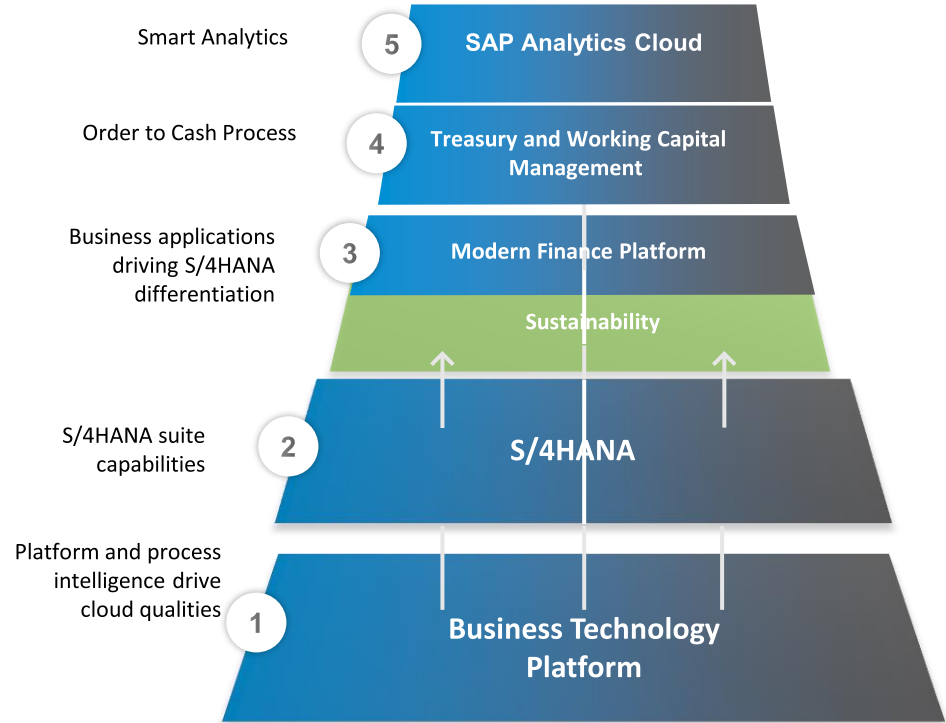 Smart Analytics
5
SAP Analytics Cloud
Order to Cash Process
4
Treasury and Working Capital
Management
Business applications
driving S/4HANA
differentiation
3
Modern Finance Platform
Sustainability
S/4HANA suite
capabilities
2
S/4HANA
Platform and process
intelligence drive
cloud qualities
1
Business Technology
Platform